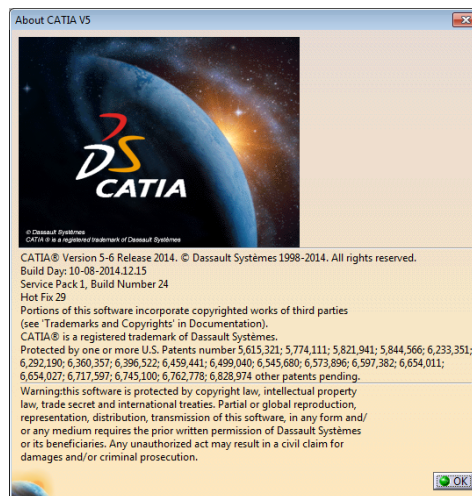 About CATIA V5
DS
CATIA
© Dassault Systèmes
CATIA ® is a registered trademark of Dassault Systèmes
CATIA® Version 5-6 Release 2014. © Dassault Systèmes 1998-2014. All rights reserved.
Build Day: 10-08-2014.12.15
Service Pack 1, Build Number 24
Hot Fix 29
Portions of this software incorporate copyrighted works of third parties
(see 'Trademarks and Copyrights' in Documentation).
CATIA® is a registered trademark of Dassault Systèmes.
Protected by one or more U.S. Patents number 5,615,321; 5,774,111; 5,821,941; 5,844,566; 6,233,351;
6,292,190; 6,360,357; 6,396,522; 6,459,441; 6,499,040; 6,545,680; 6,573,896; 6,597,382; 6,654,011;
6,654,027; 6,717,597; 6,745,100; 6,762,778; 6,828,974 other patents pending.
Warning:this software is protected by copyright law, intellectual property
law, trade secret and international treaties. Partial or global reproduction,
representation, distribution, transmission of this software, in any form and/
or any medium requires the prior written permission of Dassault Systèmes
or its beneficiaries. Any unauthorized act may result in a civil claim for
damages and/or criminal prosecution.
OK